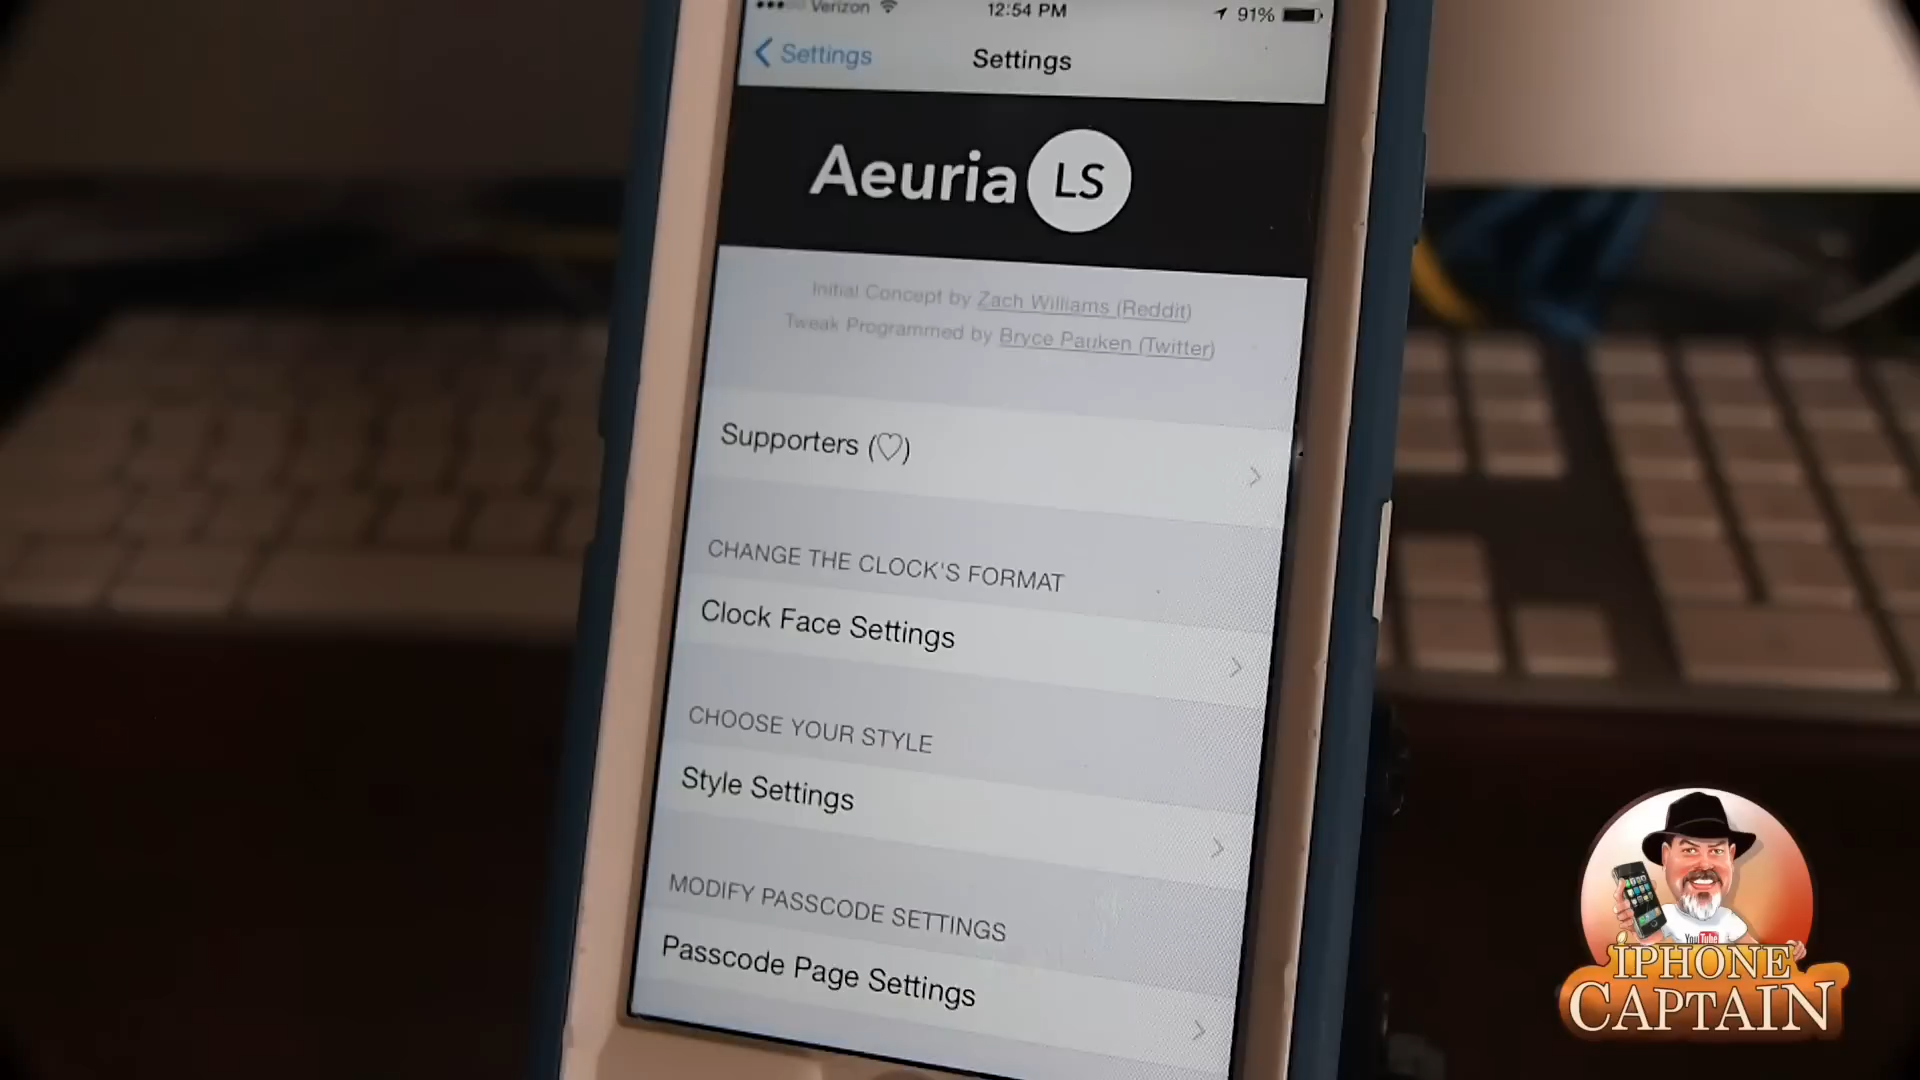 Verizon 12:54 PM 91%
Settings Settings
Aeuria LS
Initial Concept by Zach Williams (Reddit)
Tweak Programmed by Bryce Pauken (Twitter)
Supporters (♡)
CHANGE THE CLOCK'S FORMAT
Clock Face Settings
CHOOSE YOUR STYLE
Style Settings
MODIFY PASSCODE SETTINGS
Passcode Page Settings
YouTube
iPHONE
CAPTAIN